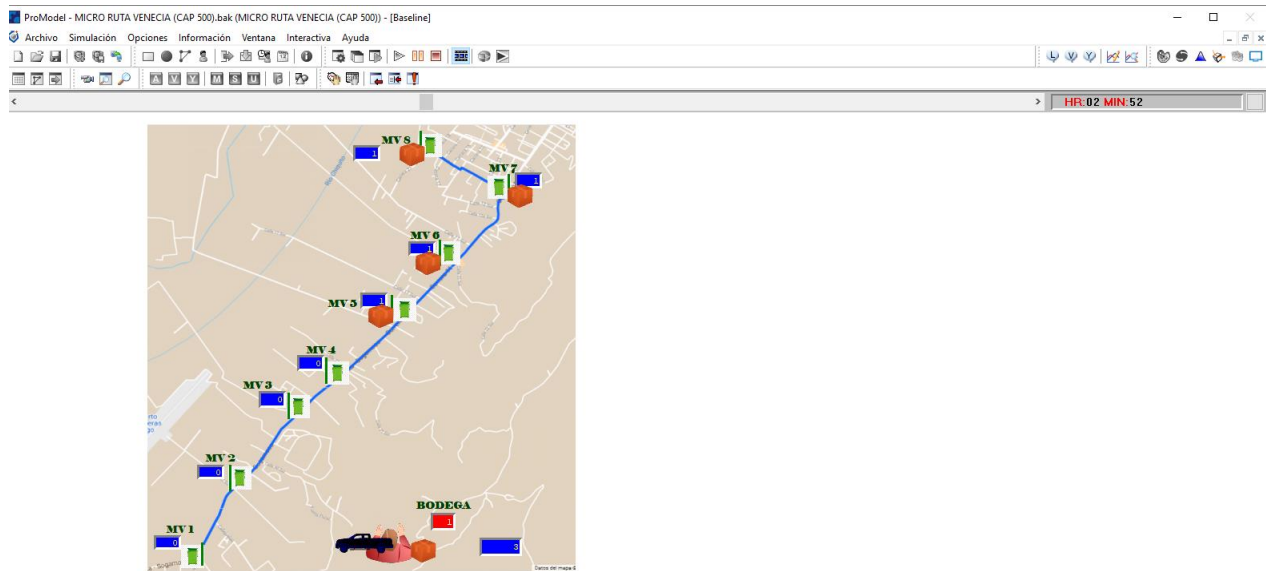 ProModel - MICRO RUTA VENECIA (CAP 500).bak (MICRO RUTA VENECIA (CAP 500)) - [Baseline]
Archivo Simulación Opciones Información Ventana Interactiva Ayuda
HR:02 MIN:52
MV 8
1
MV 7
1
MV 6
1
MV 5
1
MV 4
0
MV 3
0
MV 2
0
BODEGA
1
MV 1
0
3